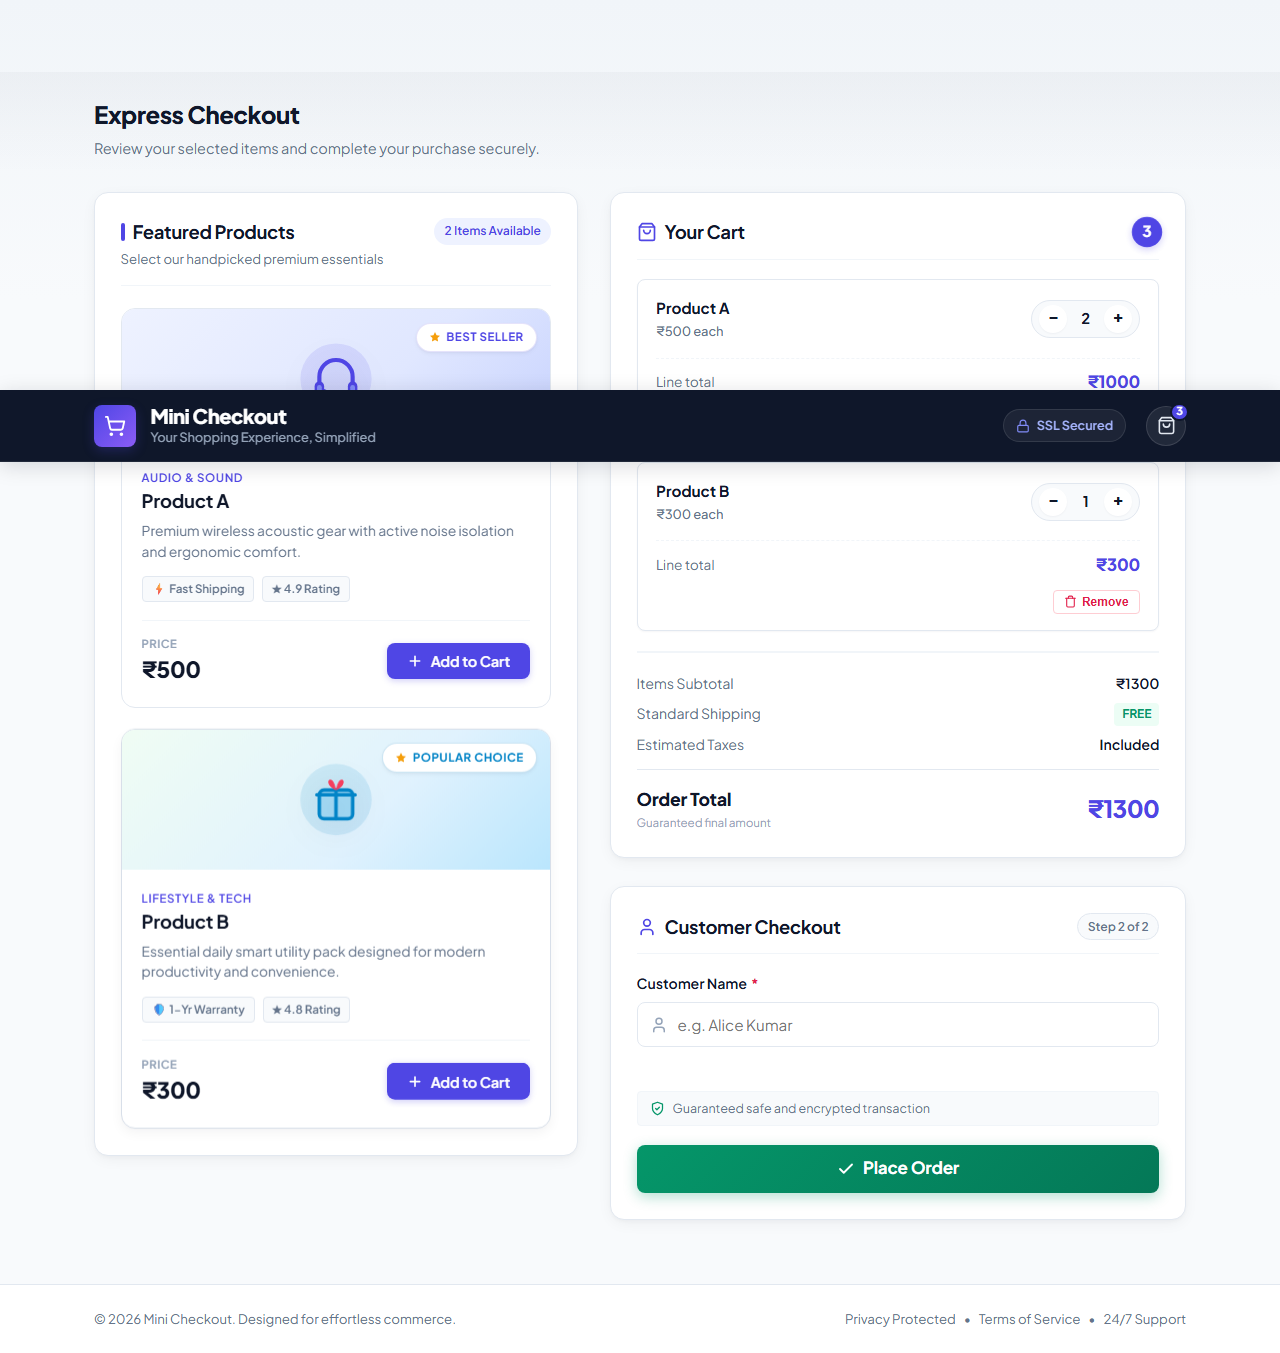 Express Checkout
Review your selected items and complete your purchase securely.
Featured Products
2 Items Available
Select our handpicked premium essentials
BEST SELLER
Mini Checkout
Your Shopping Experience, Simplified
SSL Secured
3
AUDIO & SOUND
Product A
Premium wireless acoustic gear with active noise isolation
and ergonomic comfort.
Fast Shipping
★ 4.9 Rating
PRICE
₹500
+ Add to Cart
POPULAR CHOICE
LIFESTYLE & TECH
Product B
Essential daily smart utility pack designed for modern
productivity and convenience.
1-Yr Warranty
★ 4.8 Rating
PRICE
₹300
+ Add to Cart
Your Cart
3
Product A
₹500 each
− 2 +
Line total
₹1000
Product B
₹300 each
− 1 +
Line total
₹300
Remove
Items Subtotal
₹1300
Standard Shipping
FREE
Estimated Taxes
Included
Order Total
Guaranteed final amount
₹1300
Customer Checkout
Step 2 of 2
Customer Name *
e.g. Alice Kumar
Guaranteed safe and encrypted transaction
Place Order
© 2026 Mini Checkout. Designed for effortless commerce.
Privacy Protected • Terms of Service • 24/7 Support